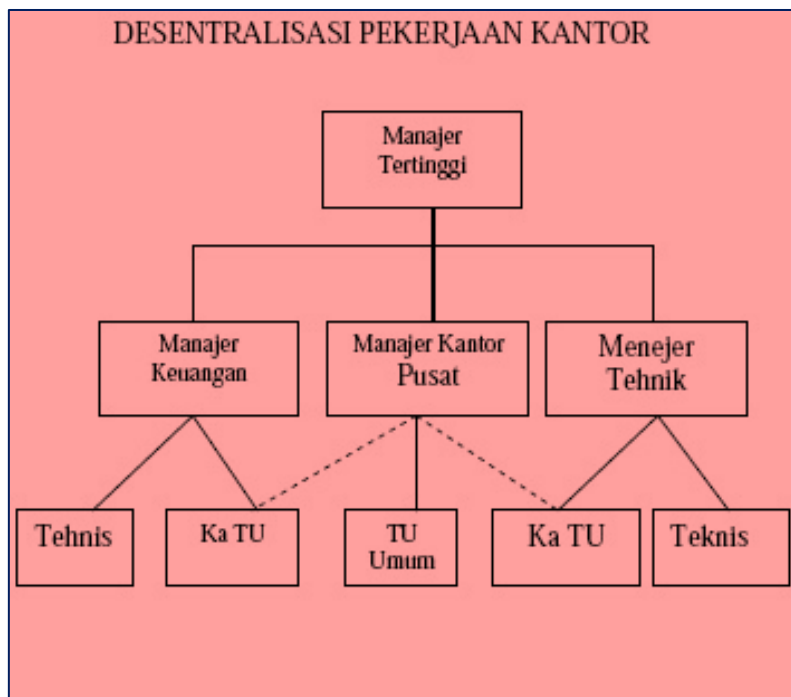 DESENTRALISASI PEKERJAAN KANTOR
Manajer
Tertinggi
Manajer
Keuangan
Manajer Kantor
Pusat
Menejer
Tehnik
Tehnis
Ka TU
TU
Umum
Ka TU
Teknis